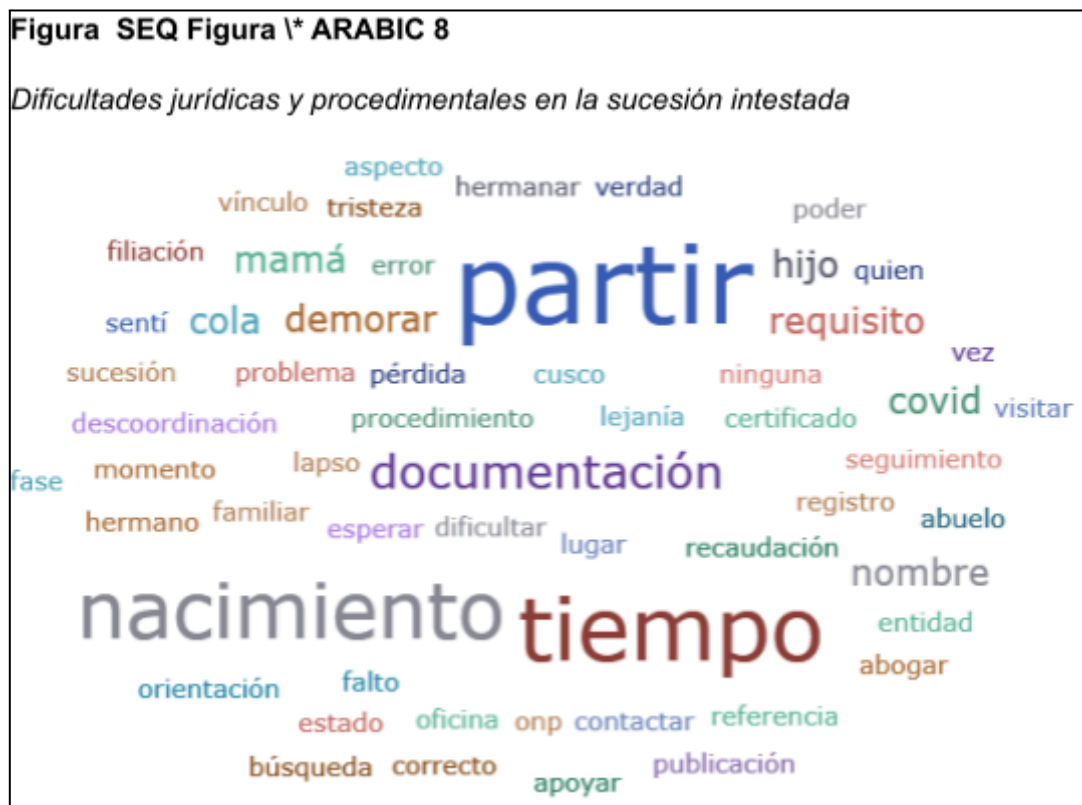 Figura  SEQ Figura \* ARABIC 8
Dificultades jurídicas y procedimentales en la sucesión intestada
aspecto
hermanar verdad
vínculo tristeza poder
filiación mamá error partir hijo quien
sentí cola demorar requisito
vez
sucesión problema pérdida cusco ninguna
covid visitar
descoordinación procedimiento lejanía certificado
fase momento lapso documentación seguimiento
registro
hermano familiar esperar dificultar abuelo
lugar recaudación
nombre
nacimiento tiempo entidad
abogar
orientación falto
estado oficina onp contactar referencia
búsqueda correcto publicación
apoyar